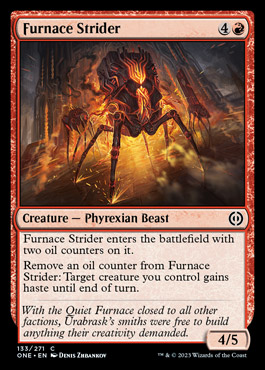 Furnace Strider 4
Creature — Phyrexian Beast
Furnace Strider enters the battlefield with
two oil counters on it.
Remove an oil counter from Furnace
Strider: Target creature you control gains
haste until end of turn.
With the Quiet Furnace closed to all other
factions, Urabrask's smiths were free to build
anything their creativity demanded.
4/5
133/271 C
ONE • EN DENIS ZHBANKOV
™ & © 2023 Wizards of the Coast